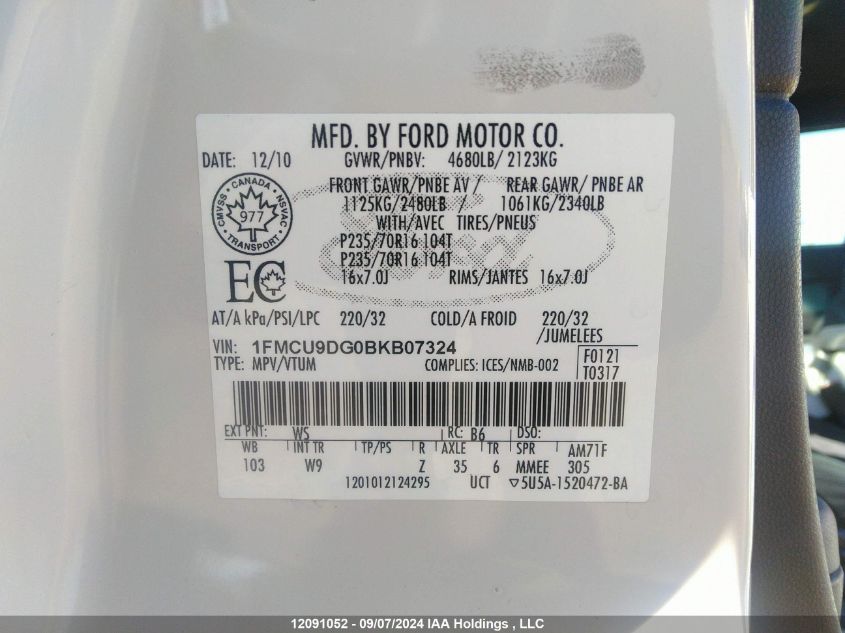 MFD. BY FORD MOTOR CO.
DATE: 12/10 GVWR/PNBV: 4680LB/ 2123KG
FRONT GAWR/PNBE AV / REAR GAWR/ PNBE AR
1125KG/2480LB / 1061KG/2340LB
WITH/AVEC TIRES/PNEUS
P235/70R16 104T
P235/70R16 104T
16x7.0J RIMS/JANTES 16x7.0J
CANADA
CMVSS NSVAC
977
TRANSPORT
EC
AT/A kPa/PSI/LPC 220/32 COLD/A FROID 220/32
/JUMELEES
VIN: 1FMCU9DG0BKB07324
TYPE: MPV/VTUM COMPLIES: ICES/NMB-002
F0121
T0317
EXT PNT: WS RC: B6 DSO:
WB INT TR TP/PS R AXLE TR SPR AM71F
103 W9 Z 35 6 MMEE 305
1201012124295 UCT ▽5U5A-1520472-BA
12091052 - 09/07/2024 IAA Holdings , LLC